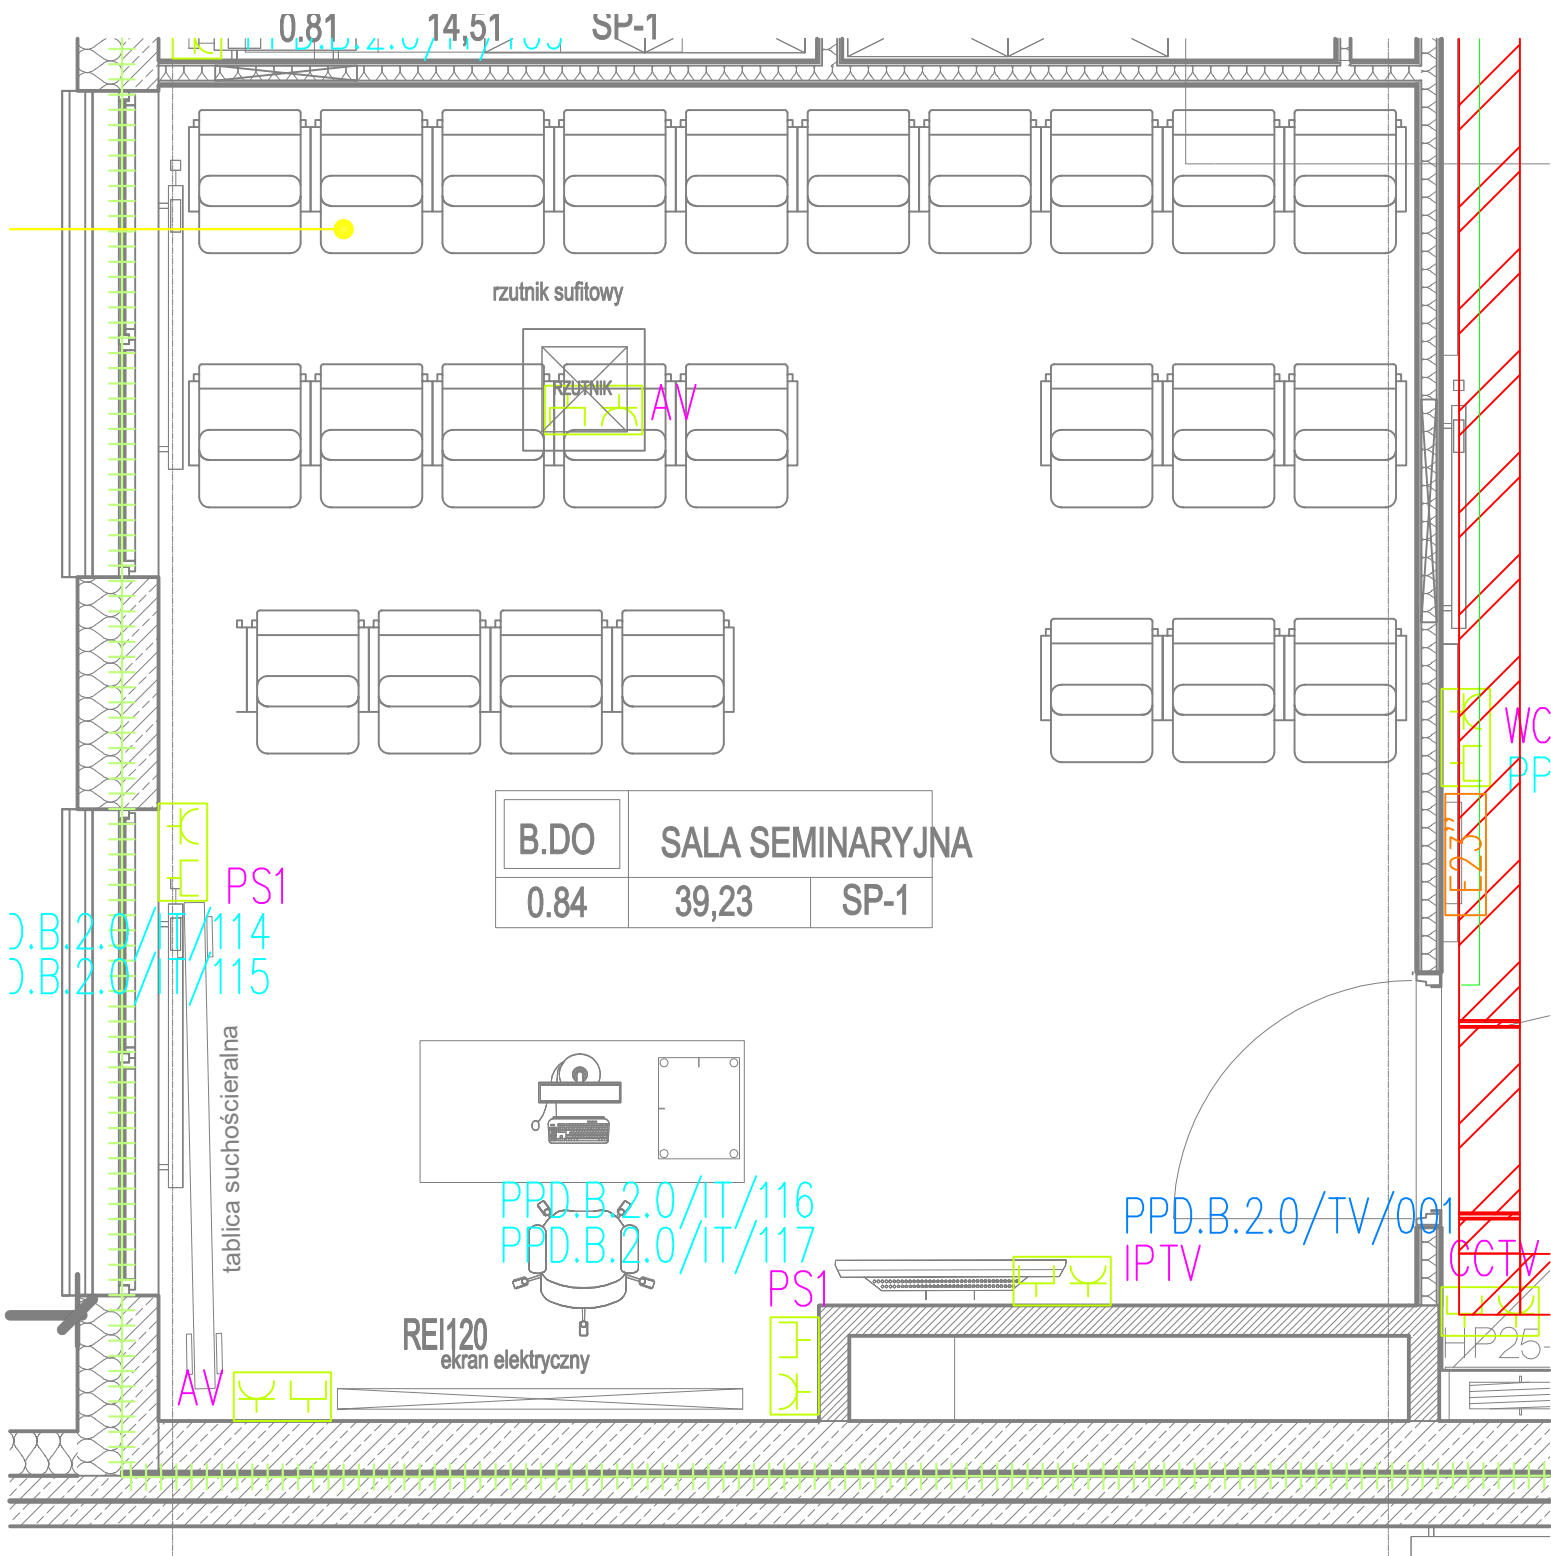 0.81 14,51 SP-1
rzutnik sufitowy
RZUTNIK
AV
B.DO SALA SEMINARYJNA
0.84 39,23 SP-1
WC
PP
E23"
PS1
D.B.2.0/IT/114
D.B.2.0/IT/115
tablica suchościeralna
PPD.B.2.0/IT/116
PPD.B.2.0/IT/117
PPD.B.2.0/TV/001
IPTV
CCTV
PS1
REI120
ekran elektryczny
AV
HP25-